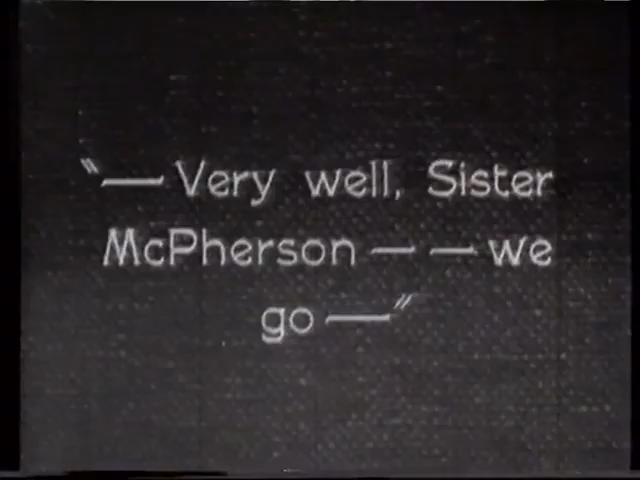 "— Very well, Sister
McPherson — — we
go —"